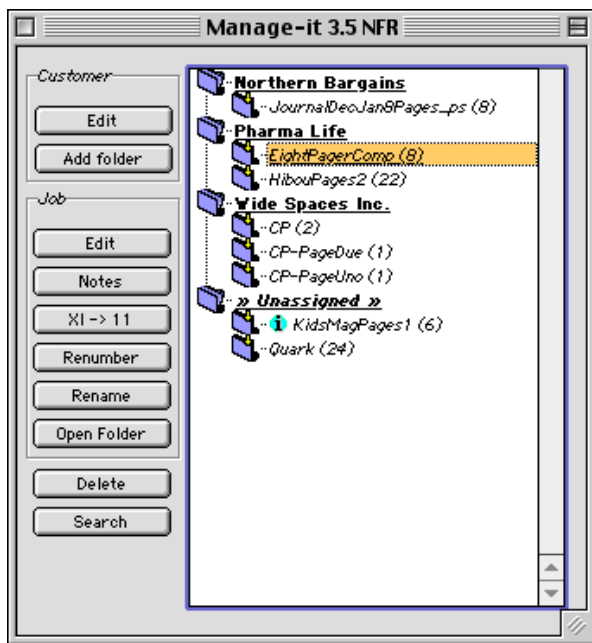 Manage-it 3.5 NFR
Customer
Edit
Add folder
Job
Edit
Notes
XI -> 11
Renumber
Rename
Open Folder
Delete
Search
Northern Bargains
JournalDecJan8Pages_ps (8)
Pharma Life
EightPagerComp (8)
HibouPages2 (22)
Wide Spaces Inc.
CP (2)
CP-PageDue (1)
CP-PageUno (1)
» Unassigned »
i KidsMagPages1 (6)
Quark (24)